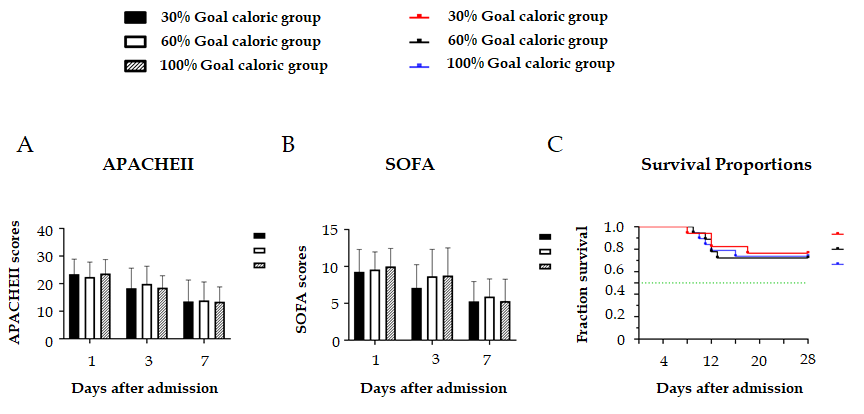 30% Goal caloric group
60% Goal caloric group
100% Goal caloric group
30% Goal caloric group
60% Goal caloric group
100% Goal caloric group
A
APACHEII
APACHEII scores
40
30
20
10
0
1 3 7
Days after admission
B
SOFA
SOFA scores
15
10
5
0
1 3 7
Days after admission
C
Survival Proportions
Fraction survival
1.0
0.8
0.6
0.4
0.2
0
4 12 20 28
Days after admission